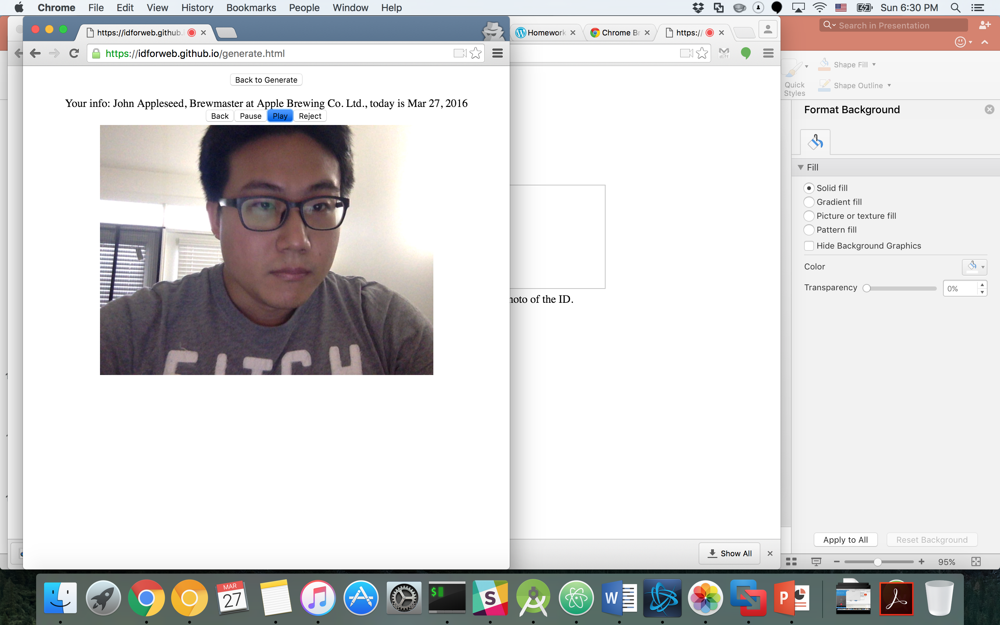 Chrome File Edit View History Bookmarks People Window Help Sun 6:30 PM
https://idforweb.github.i
Homework
Chrome Br
https://
Search in Presentation
https://idforweb.github.io/generate.html
diff
Shape Fill
Quick Styles
Shape Outline
Back to Generate
Your info: John Appleseed, Brewmaster at Apple Brewing Co. Ltd., today is Mar 27, 2016
Back Pause Play Reject
FITCH
hoto of the ID.
Format Background
Fill
Solid fill
Gradient fill
Picture or texture fill
Pattern fill
Hide Background Graphics
Color
Transparency 0%
Apply to All Reset Background
Show All
95%
MAR
27
$
S
W
P